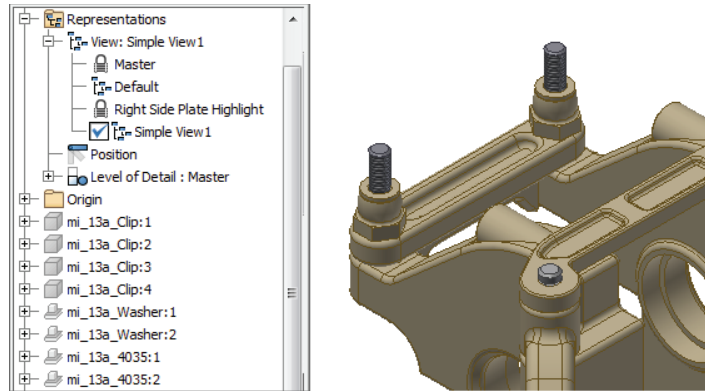 Representations
View: Simple View1
Master
Default
Right Side Plate Highlight
Simple View1
Position
Level of Detail : Master
Origin
mi_13a_Clip:1
mi_13a_Clip:2
mi_13a_Clip:3
mi_13a_Clip:4
mi_13a_Washer:1
mi_13a_Washer:2
mi_13a_4035:1
mi_13a_4035:2